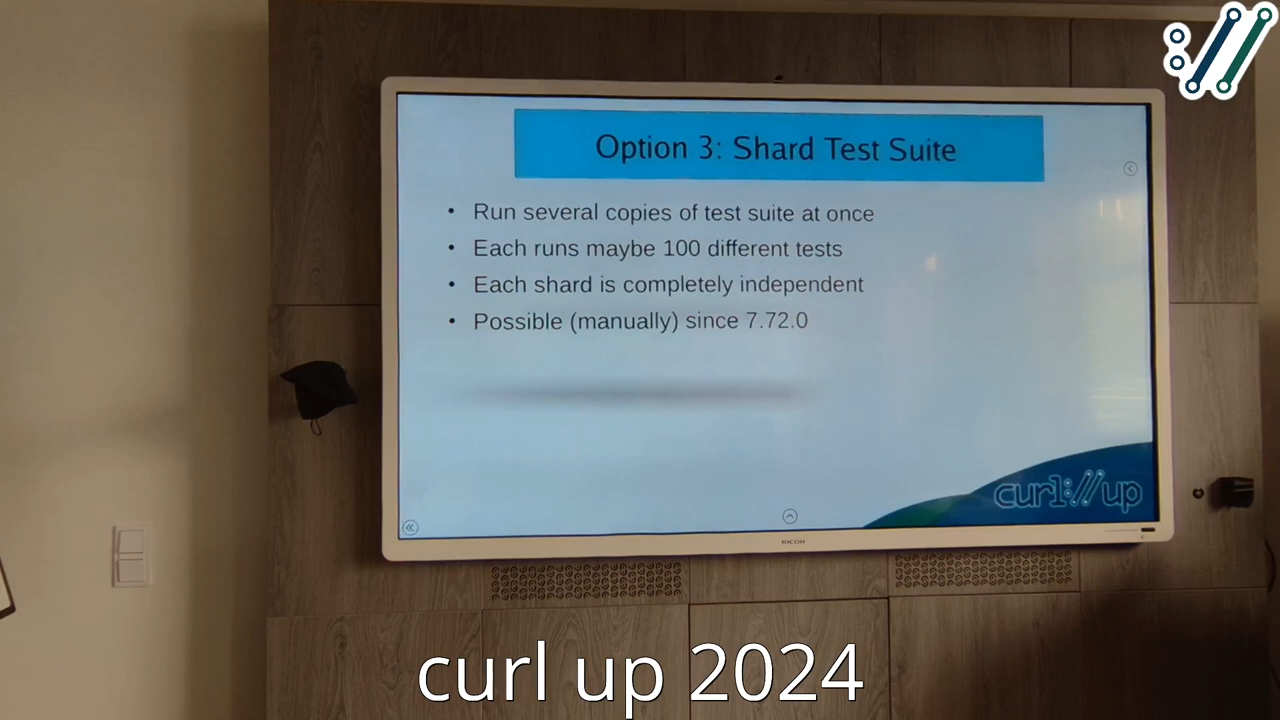 Option 3: Shard Test Suite
• Run several copies of test suite at once
• Each runs maybe 100 different tests
• Each shard is completely independent
• Possible (manually) since 7.72.0
curl:// up
RICOH
curl up 2024